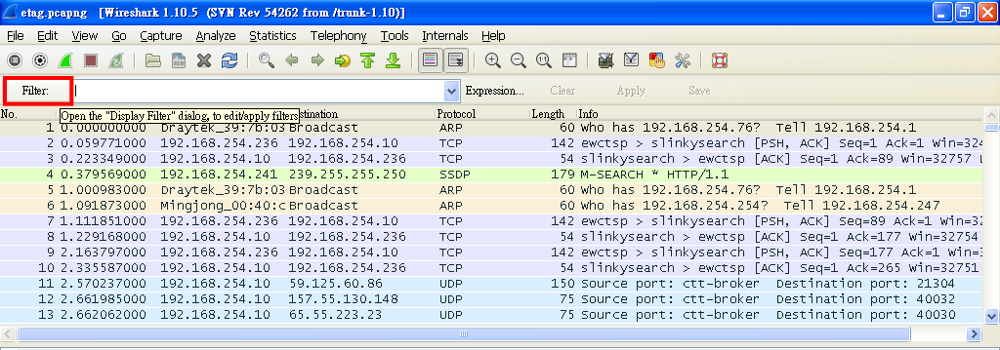 etag.pcapng [Wireshark 1.10.5 (SVN Rev 54262 from /trunk-1.10)]
File Edit View Go Capture Analyze Statistics Telephony Tools Internals Help
Filter: Expression... Clear Apply Save
Open the "Display Filter" dialog, to edit/apply filters
No. stination Protocol Length Info
1 0.000000000 Draytek_39:7b:03 Broadcast ARP 60 Who has 192.168.254.76? Tell 192.168.254.1
2 0.059771000 192.168.254.236 192.168.254.10 TCP 142 ewctsp > slinkysearch [PSH, ACK] Seq=1 Ack=1 Win=324
3 0.223349000 192.168.254.10 192.168.254.236 TCP 54 slinkysearch > ewctsp [ACK] Seq=1 Ack=89 Win=32757 L
4 0.379569000 192.168.254.241 239.255.255.250 SSDP 179 M-SEARCH * HTTP/1.1
5 1.000983000 Draytek_39:7b:03 Broadcast ARP 60 Who has 192.168.254.76? Tell 192.168.254.1
6 1.091873000 Mingjong_00:40:c Broadcast ARP 60 Who has 192.168.254.254? Tell 192.168.254.247
7 1.111851000 192.168.254.236 192.168.254.10 TCP 142 ewctsp > slinkysearch [PSH, ACK] Seq=89 Ack=1 Win=32
8 1.229168000 192.168.254.10 192.168.254.236 TCP 54 slinkysearch > ewctsp [ACK] Seq=1 Ack=177 Win=32754
9 2.163797000 192.168.254.236 192.168.254.10 TCP 142 ewctsp > slinkysearch [PSH, ACK] Seq=177 Ack=1 Win=3
10 2.335587000 192.168.254.10 192.168.254.236 TCP 54 slinkysearch > ewctsp [ACK] Seq=1 Ack=265 Win=32751
11 2.570237000 192.168.254.10 59.125.60.86 UDP 150 Source port: ctt-broker Destination port: 21304
12 2.661985000 192.168.254.10 157.55.130.148 UDP 75 Source port: ctt-broker Destination port: 40032
13 2.662062000 192.168.254.10 65.55.223.23 UDP 75 Source port: ctt-broker Destination port: 40030